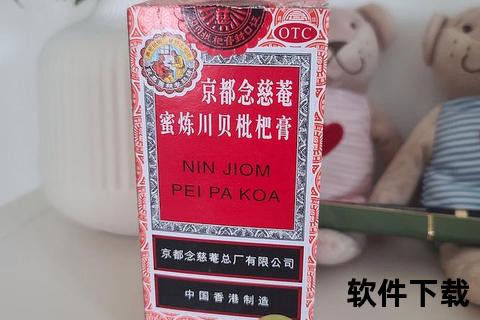 OTC
京都念慈菴
蜜炼川贝枇杷膏
NIN JIOM
PEI PA KOA
京都念慈菴总厂有限公司
中国香港制造
软件下载